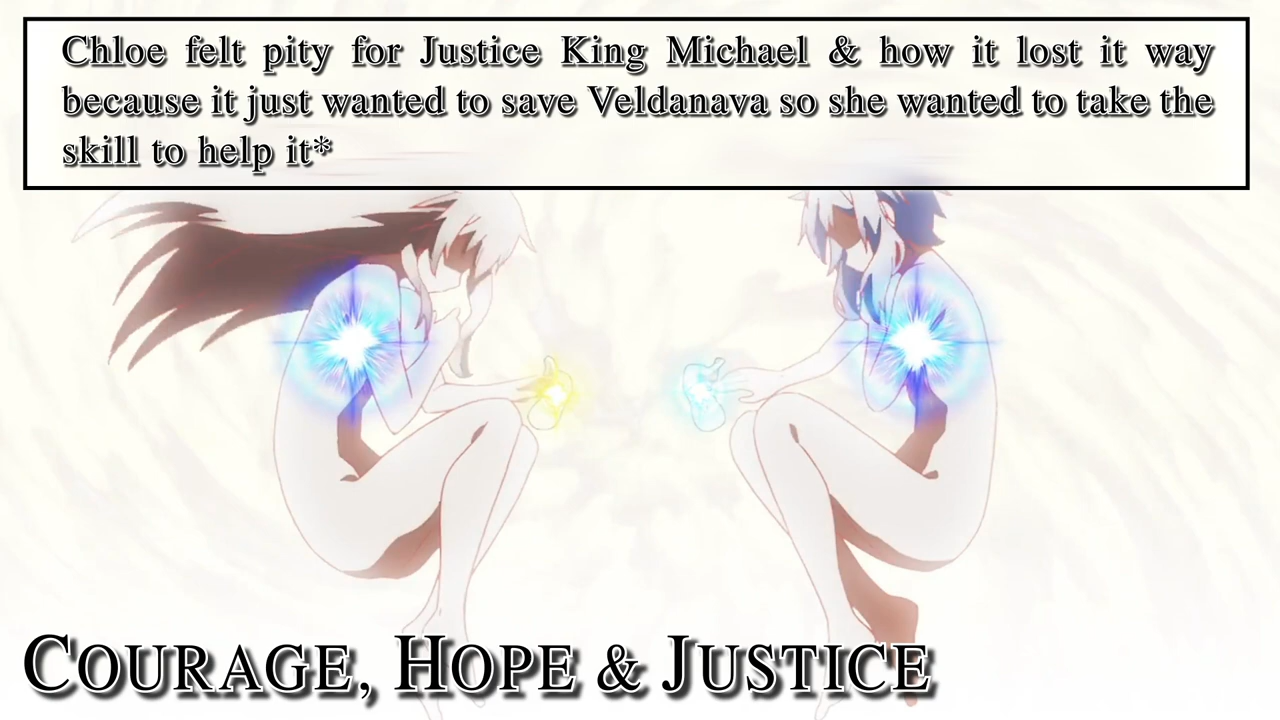 Chloe felt pity for Justice King Michael & how it lost it way
because it just wanted to save Veldanava so she wanted to take the
skill to help it*
COURAGE, HOPE & JUSTICE